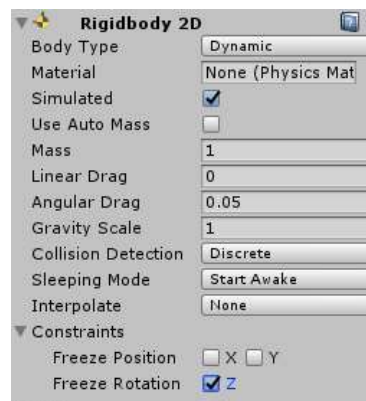 Rigidbody 2D
Body Type Dynamic
Material None (Physics Mat
Simulated
Use Auto Mass
Mass 1
Linear Drag 0
Angular Drag 0.05
Gravity Scale 1
Collision Detection Discrete
Sleeping Mode Start Awake
Interpolate None
Constraints
Freeze Position X Y
Freeze Rotation Z